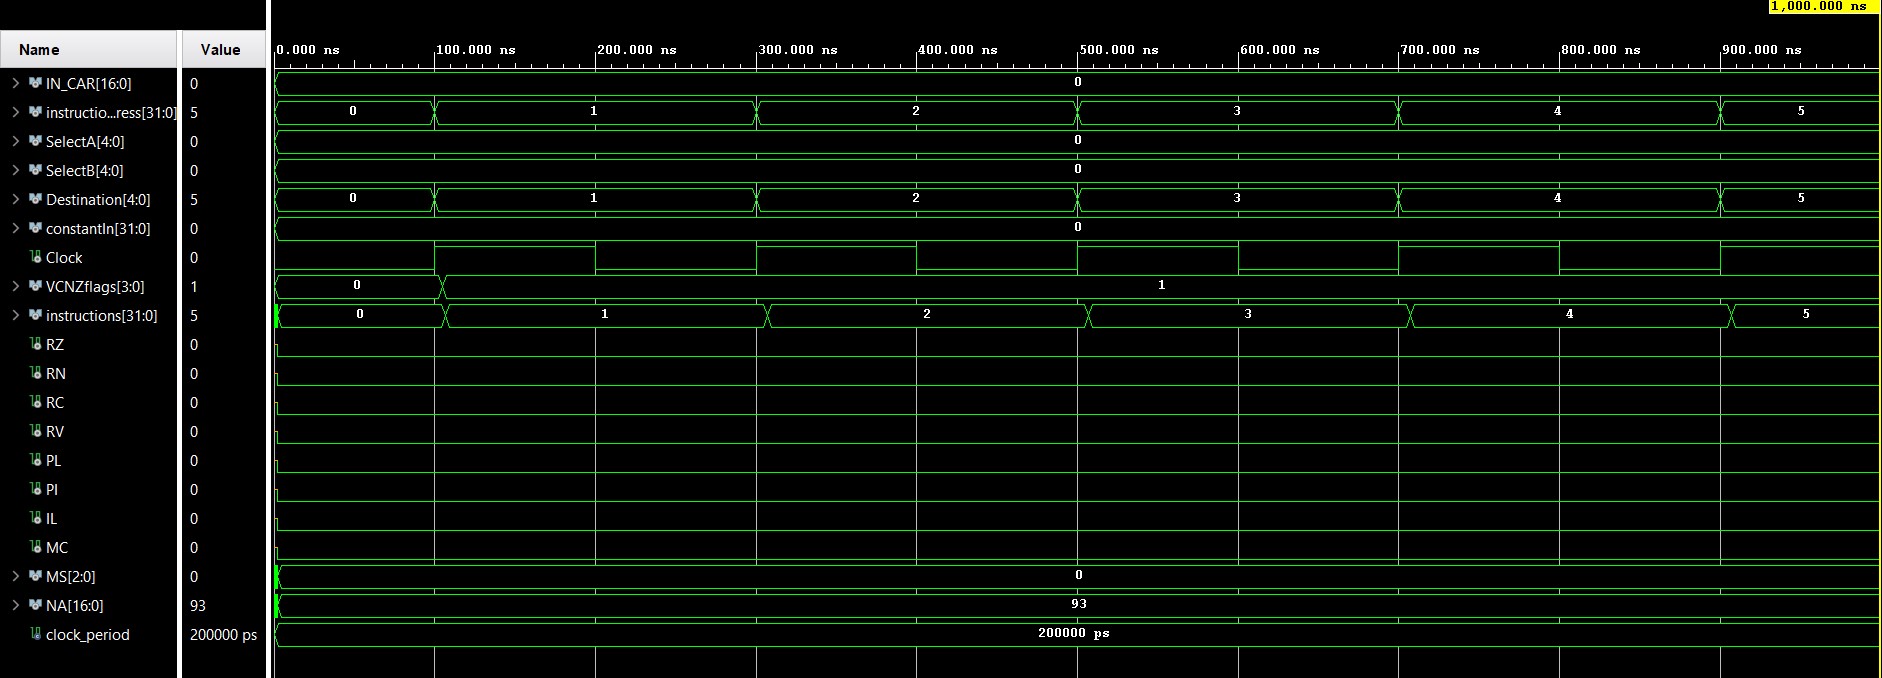 1,000.000 ns
Name Value 0.000 ns 100.000 ns 200.000 ns 300.000 ns 400.000 ns 500.000 ns 600.000 ns 700.000 ns 800.000 ns 900.000 ns
IN_CAR[16:0] 0 0
instructio...ress[31:0] 5 0 1 2 3 4 5
SelectA[4:0] 0 0
SelectB[4:0] 0 0
Destination[4:0] 5 0 1 2 3 4 5
constantIn[31:0] 0 0
Clock 0
VCNZflags[3:0] 1 0 1
instructions[31:0] 5 0 1 2 3 4 5
RZ 0
RN 0
RC 0
RV 0
PL 0
PI 0
IL 0
MC 0
MS[2:0] 0 0
NA[16:0] 93 93
clock_period 200000 ps 200000 ps